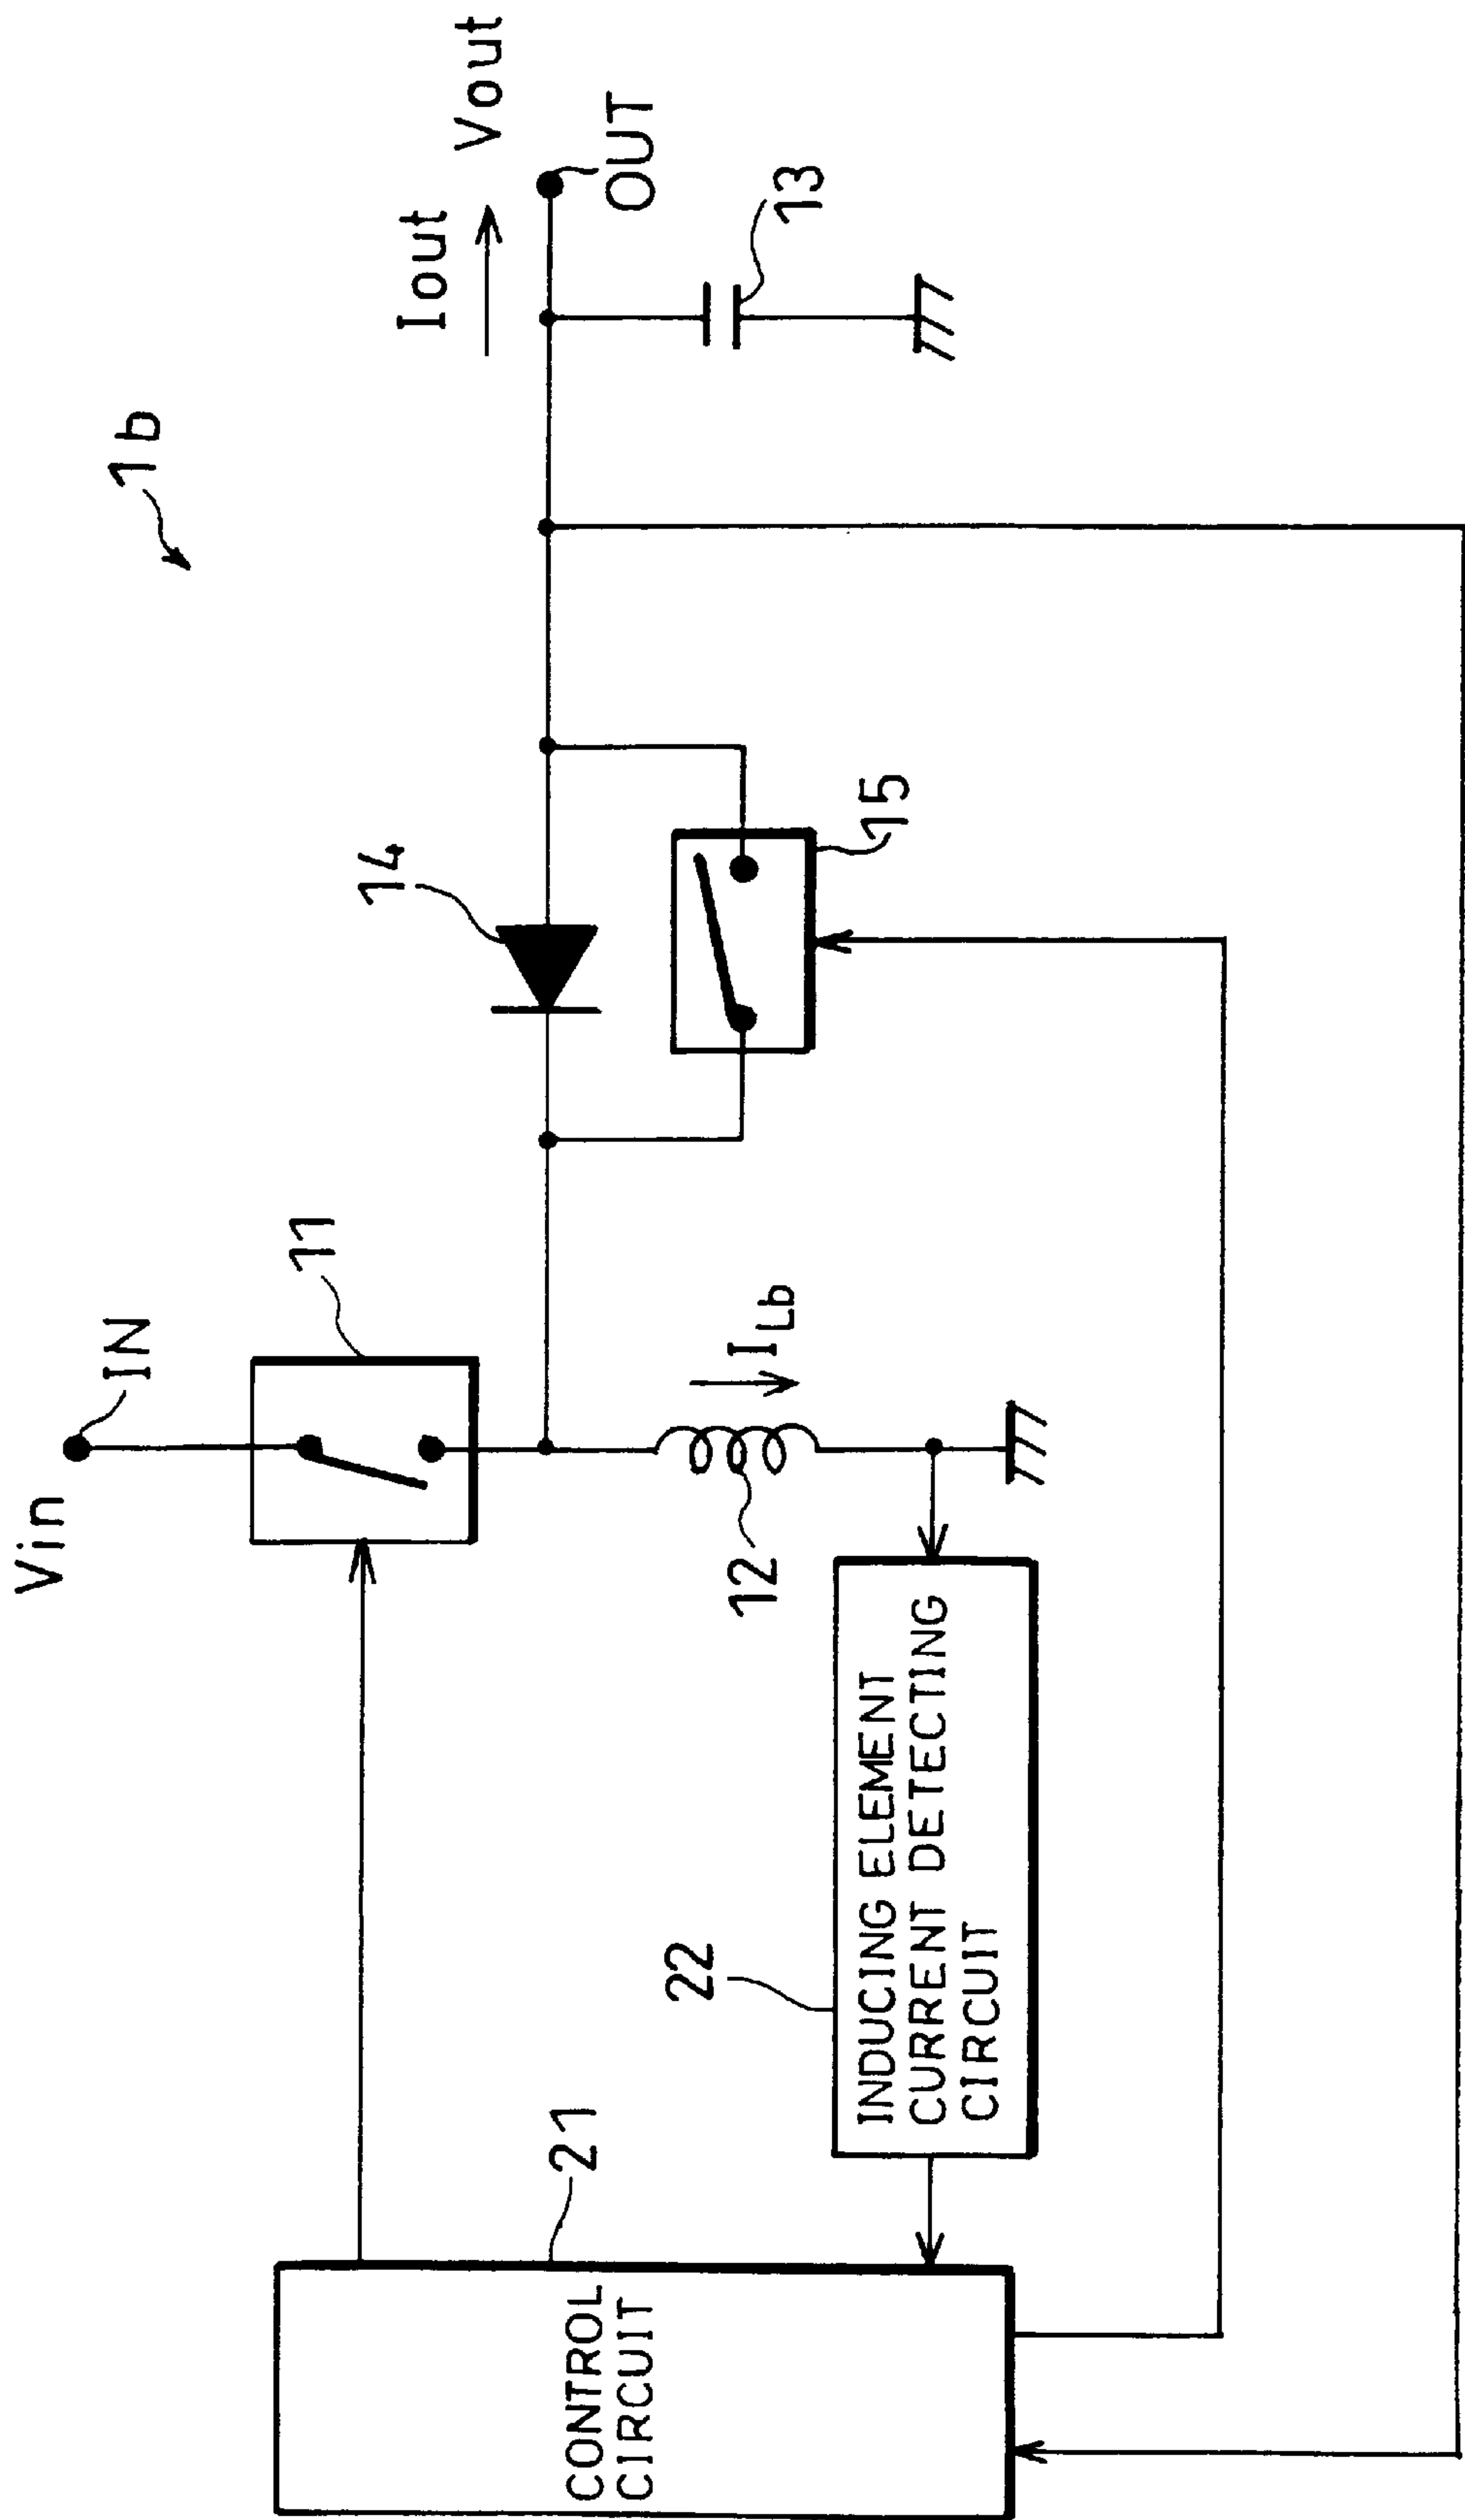 1b
Vin
IN
11
Iout
Vout
OUT
14
13
12
ILb
15
21
22
CONTROL
CIRCUIT
INDUCING ELEMENT
CURRENT DETECTING
CIRCUIT